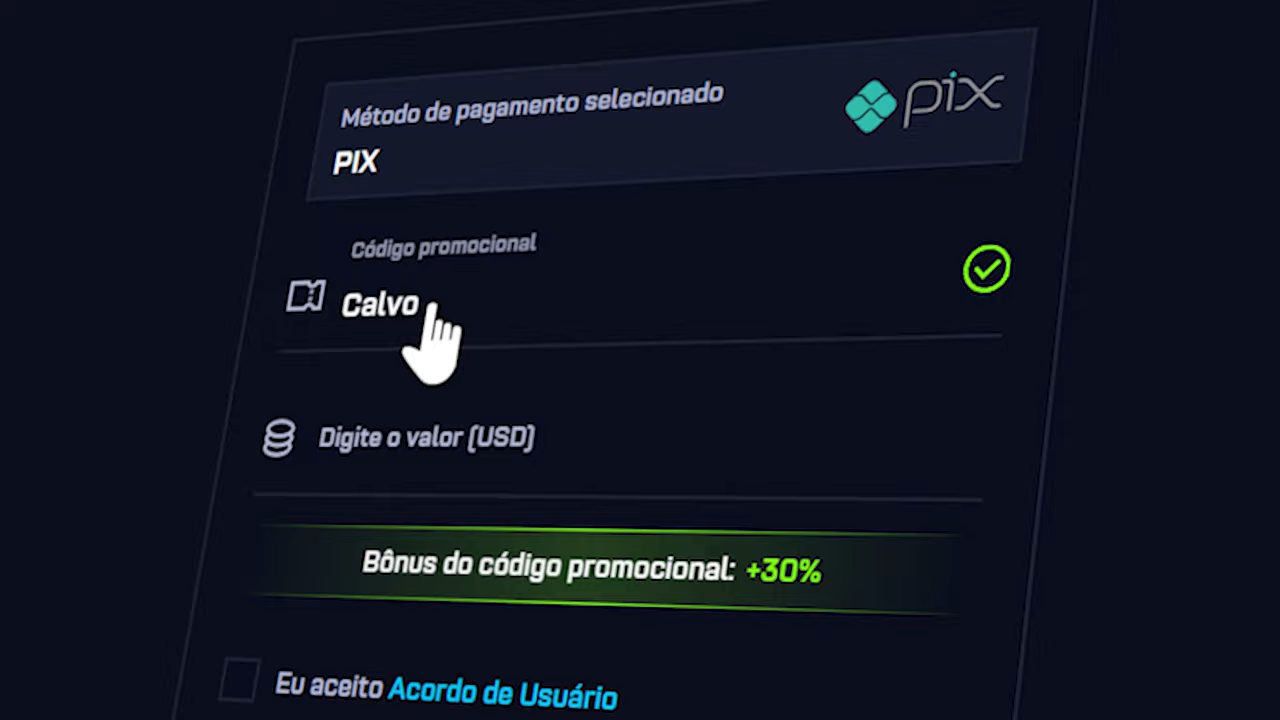 Método de pagamento selecionado
PIX
pix
Código promocional
Calvo
Digite o valor (USD)
Bônus do código promocional: +30%
Eu aceito Acordo de Usuário